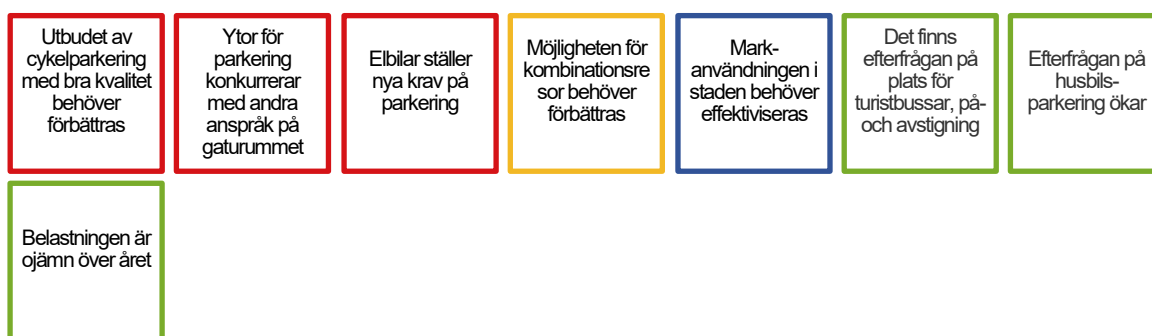 Utbudet av
cykelparkering
med bra kvalitet
behöver
förbättras
Ytor för
parkering
konkurrerar
med andra
anspråk på
gaturummet
Elbilar ställer
nya krav på
parkering
Möjligheten för
kombinationsre
sor behöver
förbättras
Mark-
användningen i
staden behöver
effektiviseras
Det finns
efterfrågan på
plats för
turistbussar, på-
och avstigning
Efterfrågan på
husbils-
parkering ökar
Belastningen är
ojämn över året